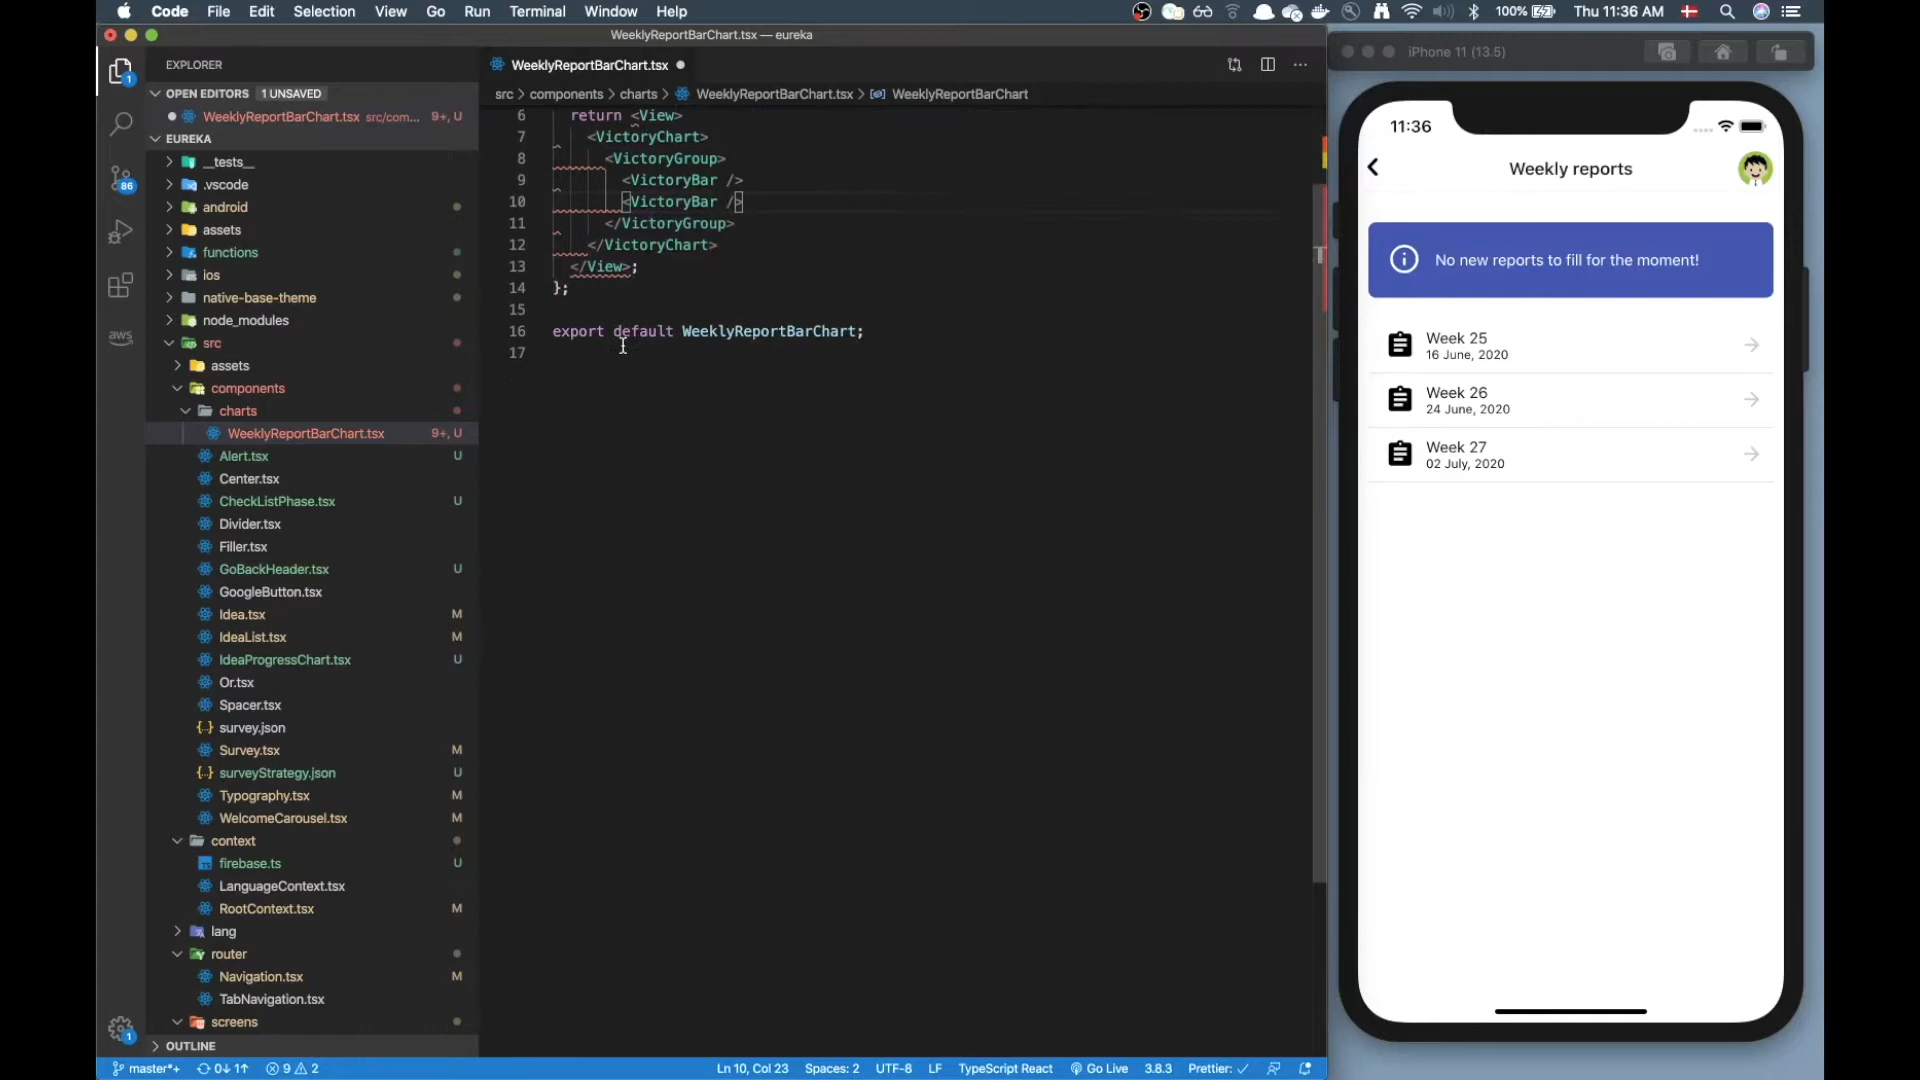 Code File Edit Selection View Go Run Terminal Window Help
100% Thu 11:36 AM
WeeklyReportBarChart.tsx — eureka
EXPLORER
OPEN EDITORS 1 UNSAVED
WeeklyReportBarChart.tsx src/com... 9+, U
EUREKA
__tests__
.vscode
android
assets
functions
ios
native-base-theme
node_modules
src
assets
components
charts
WeeklyReportBarChart.tsx 9+, U
Alert.tsx U
Center.tsx
CheckListPhase.tsx U
Divider.tsx
Filler.tsx
GoBackHeader.tsx U
GoogleButton.tsx
Idea.tsx M
IdeaList.tsx M
IdeaProgressChart.tsx U
Or.tsx
Spacer.tsx
survey.json
Survey.tsx M
surveyStrategy.json U
Typography.tsx M
WelcomeCarousel.tsx M
context
firebase.ts U
LanguageContext.tsx
RootContext.tsx M
lang
router
Navigation.tsx M
TabNavigation.tsx
screens
OUTLINE
1
86
aws
1
WeeklyReportBarChart.tsx
src > components > charts > WeeklyReportBarChart.tsx > WeeklyReportBarChart
6 return <View>
7 <VictoryChart>
8 <VictoryGroup>
9 <VictoryBar />
10 <VictoryBar />
11 </VictoryGroup>
12 </VictoryChart>
13 </View>;
14 };
15
16 export default WeeklyReportBarChart;
17
master*+ 0↓ 1↑ 9 2 Ln 10, Col 23 Spaces: 2 UTF-8 LF TypeScript React Go Live 3.8.3 Prettier: ✓
iPhone 11 (13.5)
11:36
Weekly reports
No new reports to fill for the moment!
Week 25
16 June, 2020
Week 26
24 June, 2020
Week 27
02 July, 2020